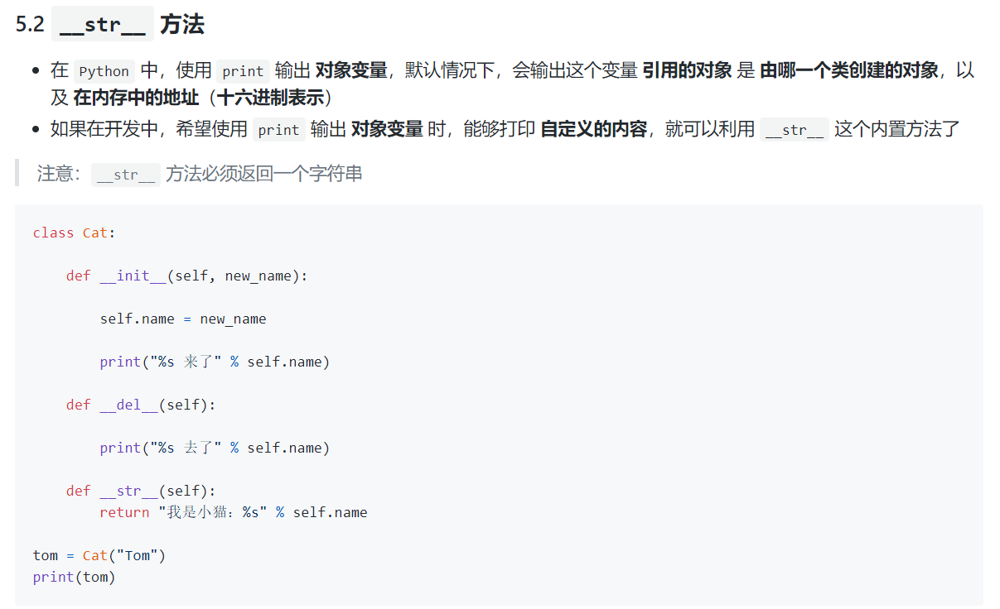 5.2 __str__ 方法
• 在 Python 中，使用 print 输出 对象变量，默认情况下，会输出这个变量 引用的对象 是 由哪一个类创建的对象，以
及 在内存中的地址（十六进制表示）
• 如果在开发中，希望使用 print 输出 对象变量 时，能够打印 自定义的内容，就可以利用 __str__ 这个内置方法了
注意：__str__ 方法必须返回一个字符串
class Cat:
    def __init__(self, new_name):
        self.name = new_name
        print("%s 来了" % self.name)
    def __del__(self):
        print("%s 去了" % self.name)
    def __str__(self):
        return "我是小猫：%s" % self.name
tom = Cat("Tom")
print(tom)